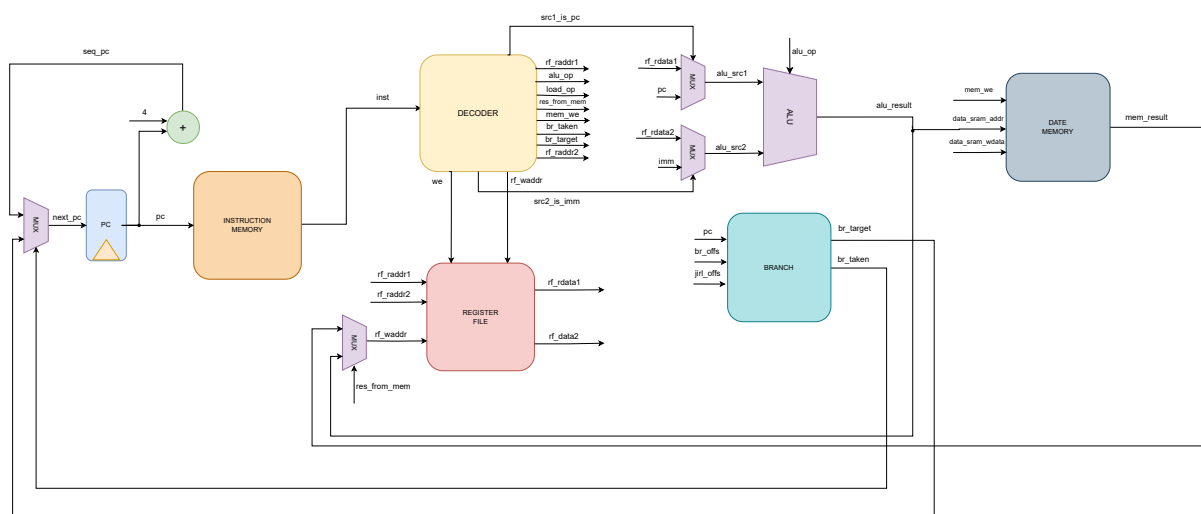 src1_is_pc
seq_pc
4
+
inst
DECODER
rf_raddr1
alu_op
load_op
res_from_mem
mem_we
br_taken
br_target
rf_raddr2
rf_rdata1
pc
MUX
alu_src1
rf_rdata2
imm
MUX
alu_src2
alu_op
ALU
alu_result
mem_we
data_sram_addr
data_sram_wdata
DATE
MEMORY
mem_result
we
rf_waddr
src2_is_imm
MUX
next_pc
PC
pc
INSTRUCTION
MEMORY
rf_raddr1
rf_raddr2
MUX
rf_waddr
res_from_mem
REGISTER
FILE
rf_rdata1
rf_data2
pc
br_offs
jirl_offs
BRANCH
br_target
br_taken